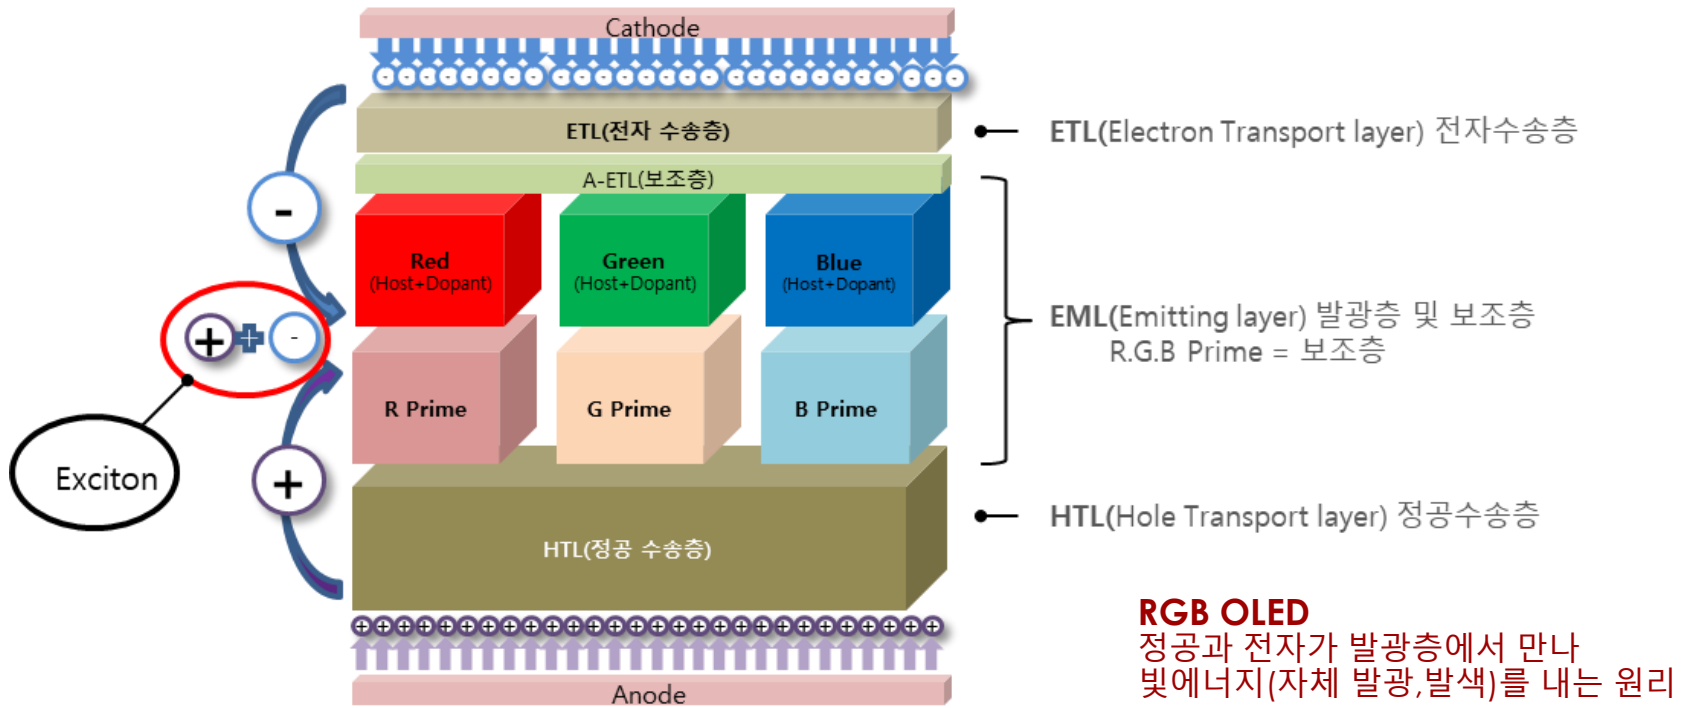 Cathode
ETL(전자 수송층)
ETL(Electron Transport layer) 전자수송층
A-ETL(보조층)
-
Red
(Host+Dopant)
Green
(Host+Dopant)
Blue
(Host+Dopant)
EML(Emitting layer) 발광층 및 보조층
R.G.B Prime = 보조층
+ + -
R Prime
G Prime
B Prime
Exciton
+
HTL(Hole Transport layer) 정공수송층
HTL(정공 수송층)
RGB OLED
정공과 전자가 발광층에서 만나
빛에너지(자체 발광,발색)를 내는 원리
Anode